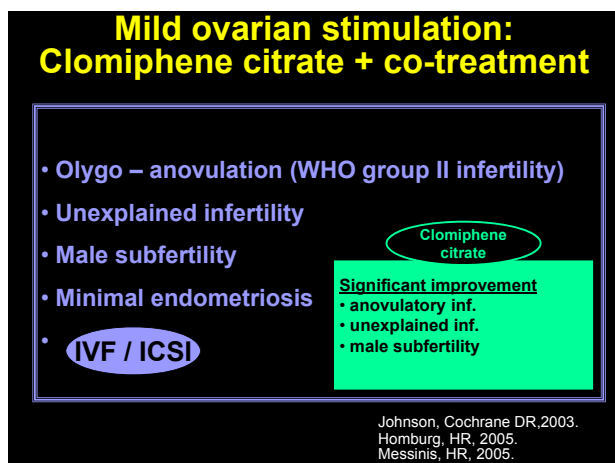 Mild ovarian stimulation:
Clomiphene citrate + co-treatment
• Olygo – anovulation (WHO group II infertility)
• Unexplained infertility
• Male subfertility
• Minimal endometriosis
• IVF / ICSI
Clomiphene
citrate
Significant improvement
• anovulatory inf.
• unexplained inf.
• male subfertility
Johnson, Cochrane DR,2003.
Homburg, HR, 2005.
Messinis, HR, 2005.